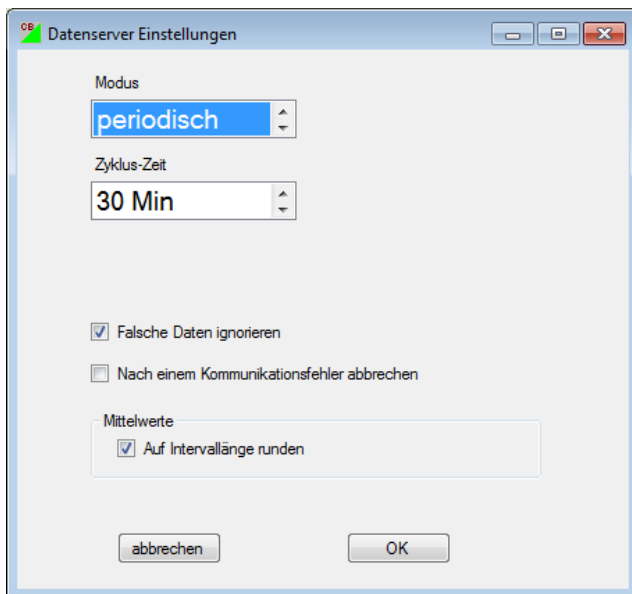 CB
Datenserver Einstellungen
Modus
periodisch
Zyklus-Zeit
30 Min
Falsche Daten ignorieren
Nach einem Kommunikationsfehler abbrechen
Mittelwerte
Auf Intervallänge runden
abbrechen OK